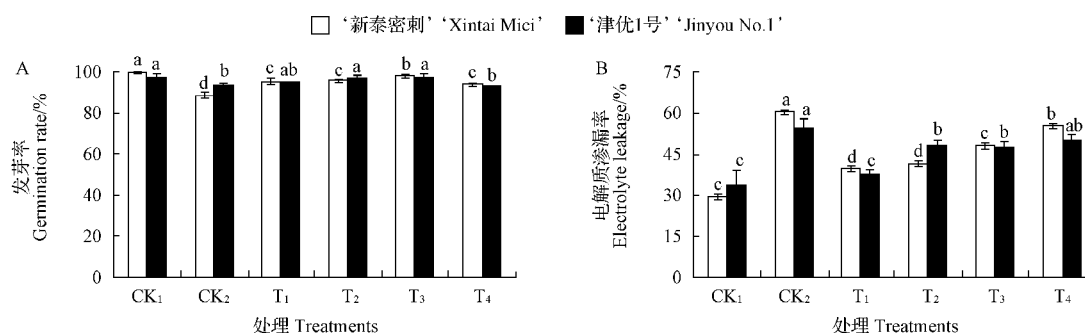 ‘新泰密刺’ ‘Xintai Mici’ ‘津优1号’ ‘Jinyou No.1’
A
发芽率
Germination rate/%
100
80
60
40
20
0
a a d b c ab c a b a c b
CK₁ CK₂ T₁ T₂ T₃ T₄
处理 Treatments
B
电解质渗漏率
Electrolyte leakage/%
75
60
45
30
15
0
c c a a d c d b c b b ab
CK₁ CK₂ T₁ T₂ T₃ T₄
处理 Treatments